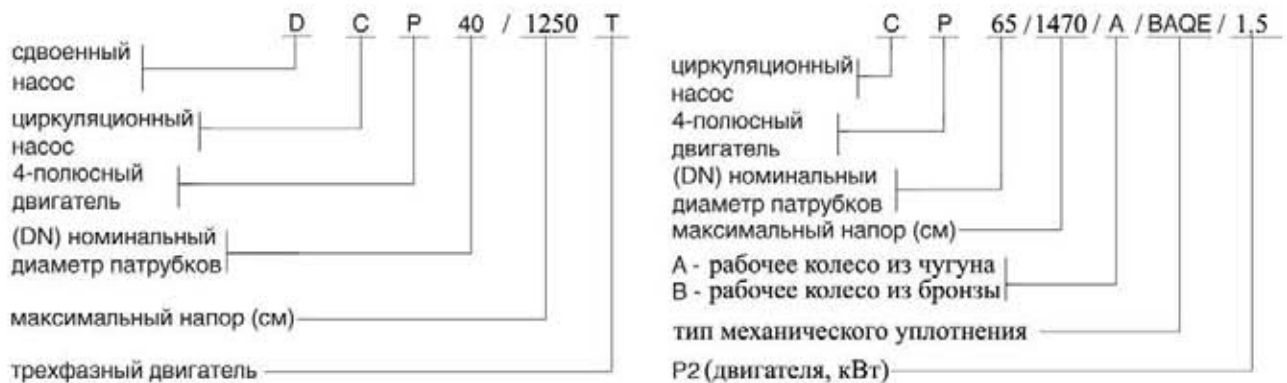 D C P 40 / 1250 T
сдвоенный
насос
циркуляционный
насос
4-полюсный
двигатель
(DN) номинальный
диаметр патрубков
максимальный напор (см)
трехфазный двигатель
C P 65 / 1470 / A / BAQE / 1,5
циркуляционный
насос
4-полюсный
двигатель
(DN) номинальный
диаметр патрубков
максимальный напор (см)
A - рабочее колесо из чугуна
B - рабочее колесо из бронзы
тип механического уплотнения
P2 (двигателя, кВт)